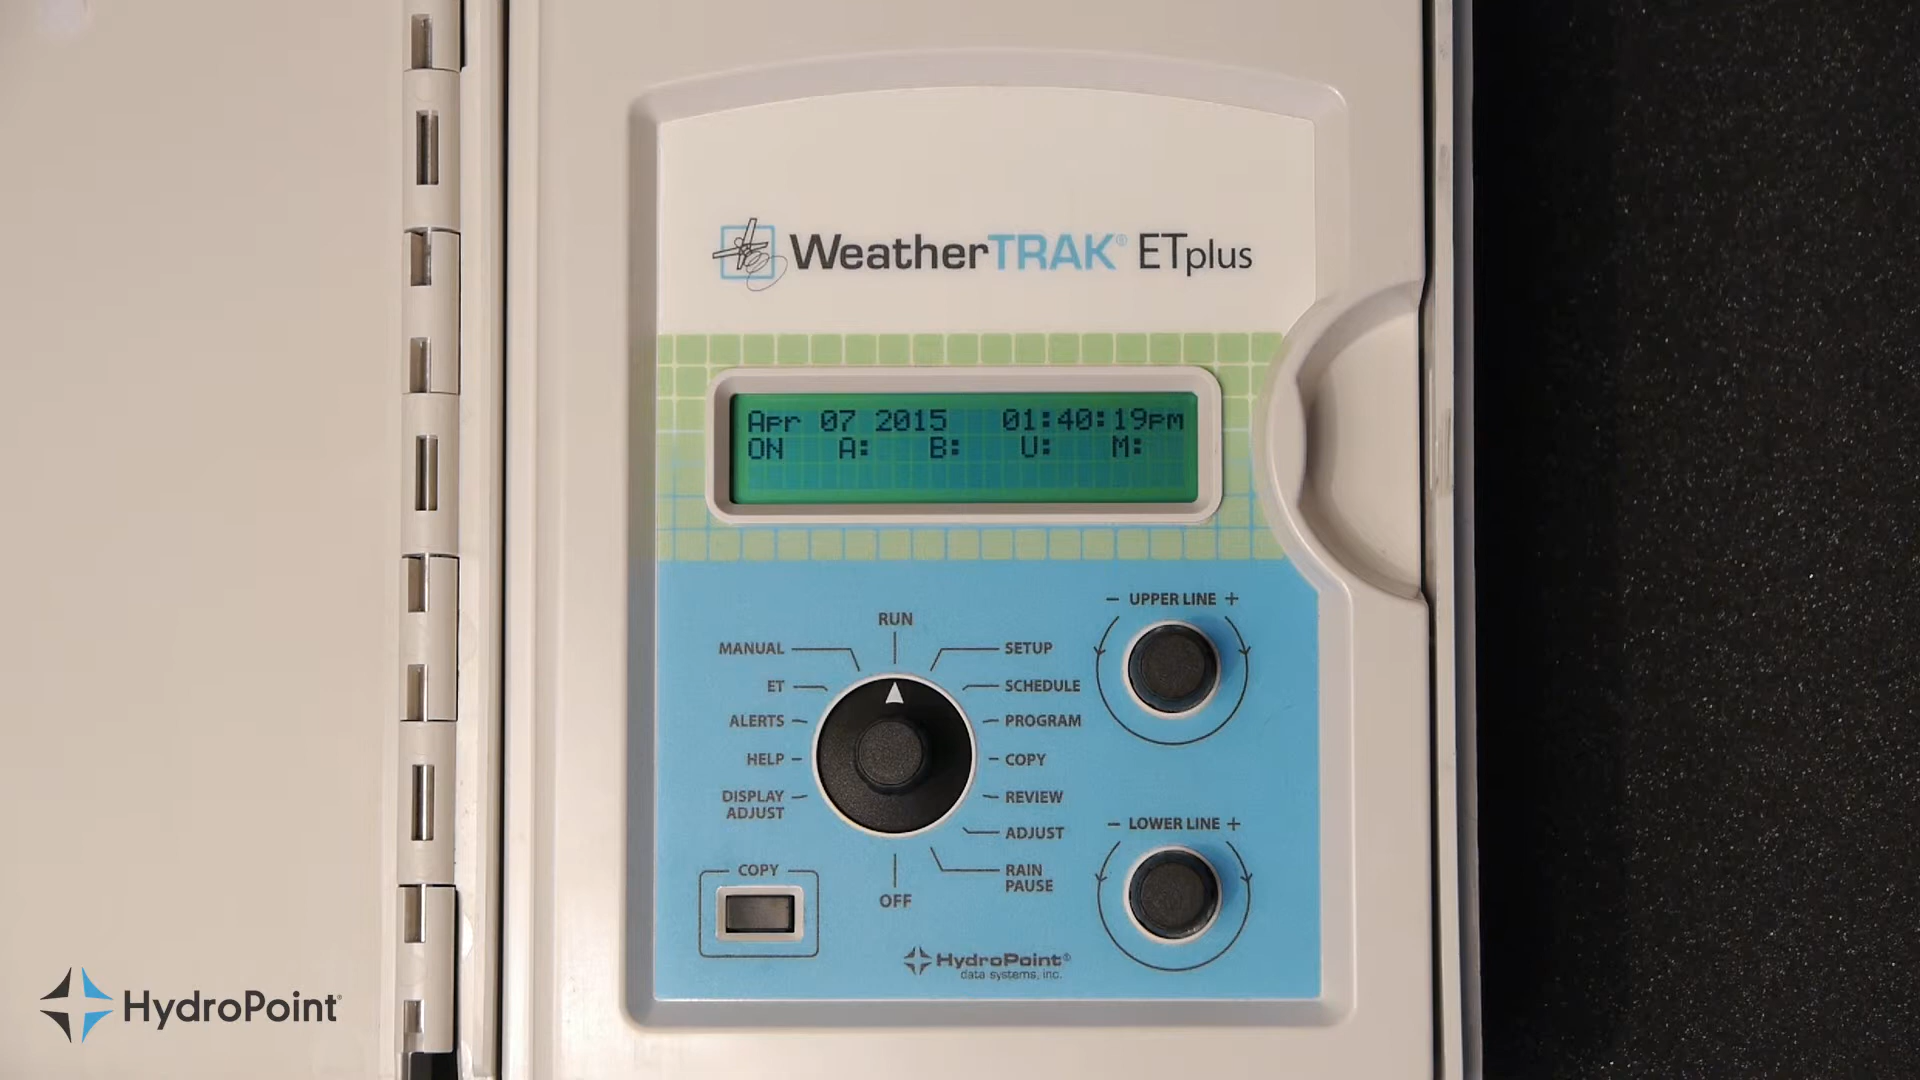 WeatherTRAK® ETplus
Apr 07 2015 01:40:19pm
ON A: B: U: M:
− UPPER LINE +
RUN
MANUAL
SETUP
ET
SCHEDULE
ALERTS
PROGRAM
HELP
COPY
DISPLAY
ADJUST
REVIEW
ADJUST
RAIN
PAUSE
OFF
− LOWER LINE +
COPY
HydroPoint®
data systems, inc.
HydroPoint®